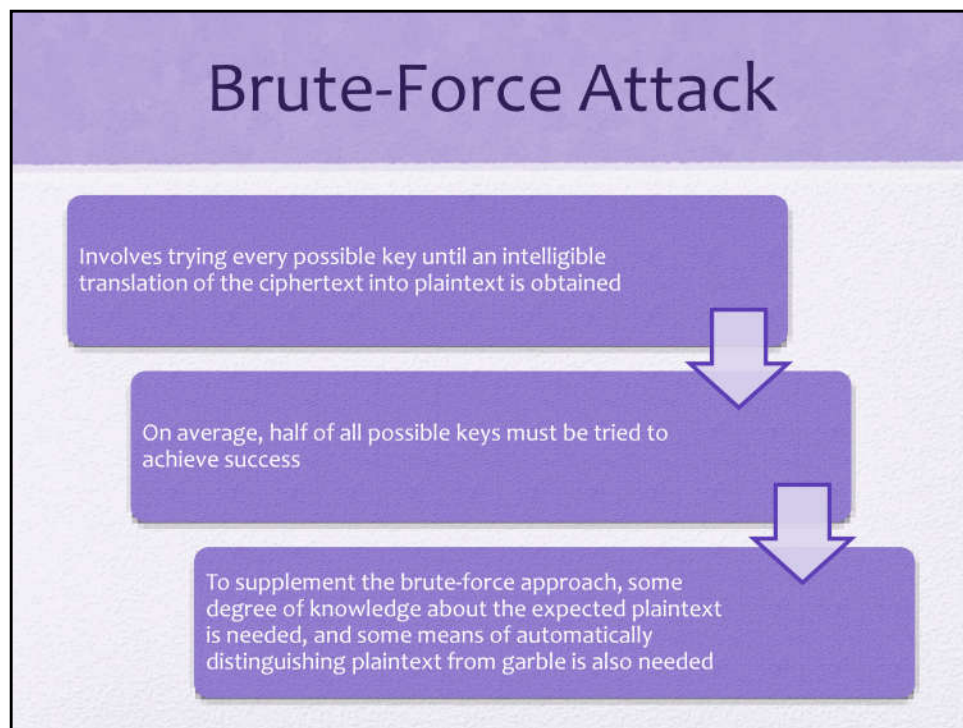 Brute-Force Attack
Involves trying every possible key until an intelligible
translation of the ciphertext into plaintext is obtained
On average, half of all possible keys must be tried to
achieve success
To supplement the brute-force approach, some
degree of knowledge about the expected plaintext
is needed, and some means of automatically
distinguishing plaintext from garble is also needed